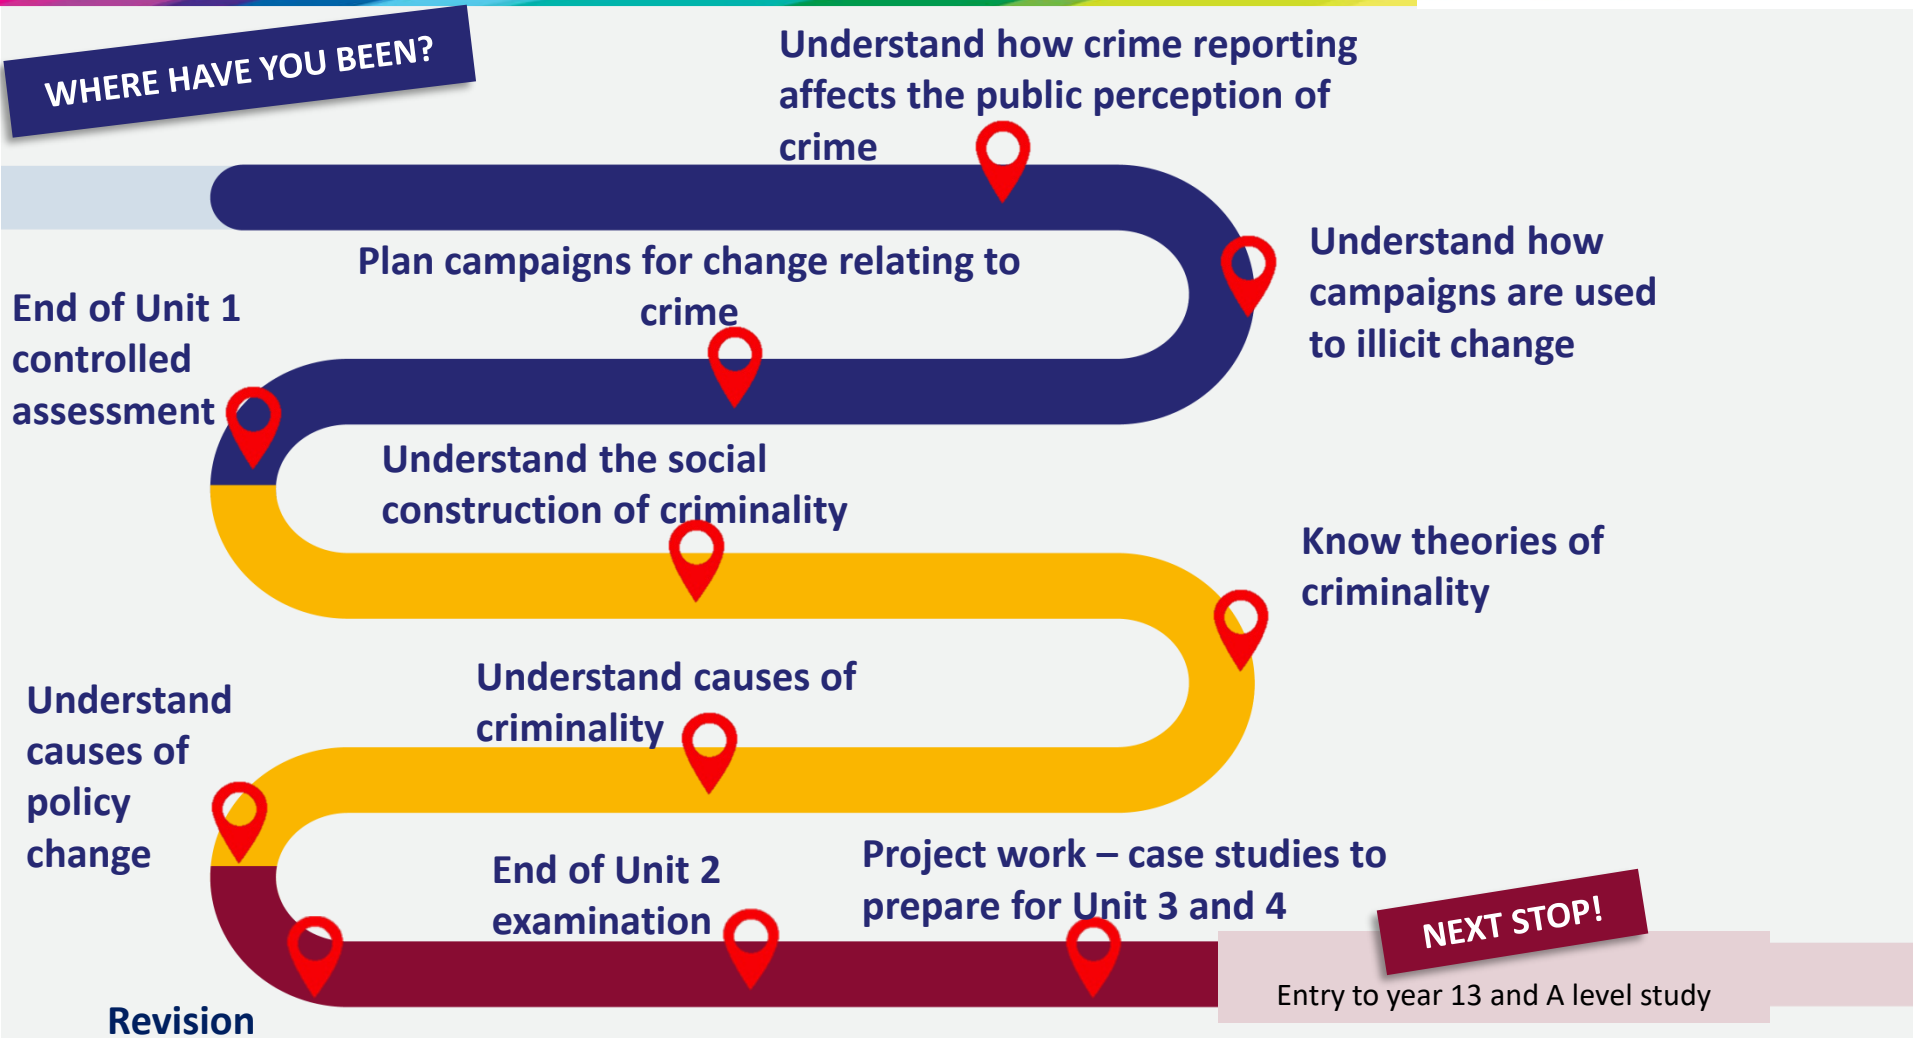 WHERE HAVE YOU BEEN?
Understand how crime reporting
affects the public perception of
crime
Understand how
campaigns are used
to illicit change
Plan campaigns for change relating to
crime
End of Unit 1
controlled
assessment
Understand the social
construction of criminality
Know theories of
criminality
Understand causes of
criminality
Understand
causes of
policy
change
Revision
End of Unit 2
examination
Project work – case studies to
prepare for Unit 3 and 4
NEXT STOP!
Entry to year 13 and A level study